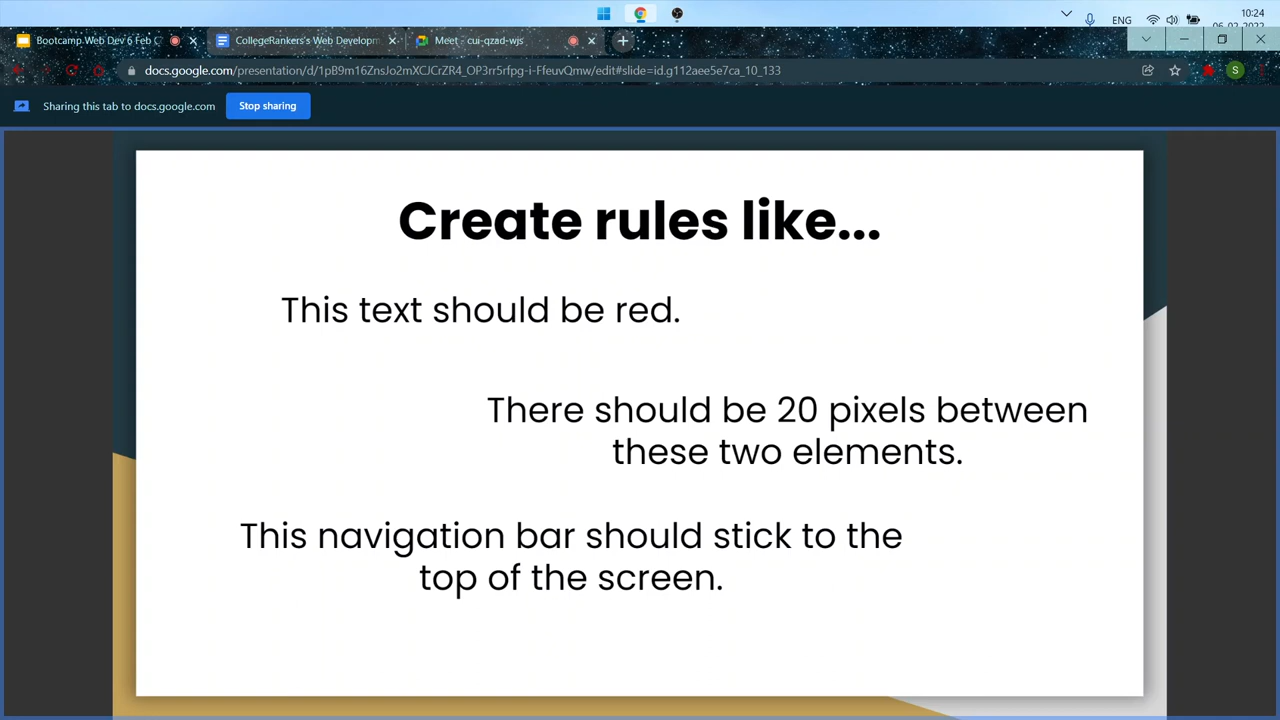 10:24
ENG
06-02-2022
Bootcamp Web Dev 6 Feb C
CollegeRankers's Web Developm
Meet - cui-qzad-wjs
docs.google.com/presentation/d/1pB9m16ZnsJo2mXCJCrZR4_OP3rr5rfpg-i-FfeuvQmw/edit#slide=id.g112aee5e7ca_10_133
S
Sharing this tab to docs.google.com
Stop sharing
Create rules like...
This text should be red.
There should be 20 pixels between
these two elements.
This navigation bar should stick to the
top of the screen.